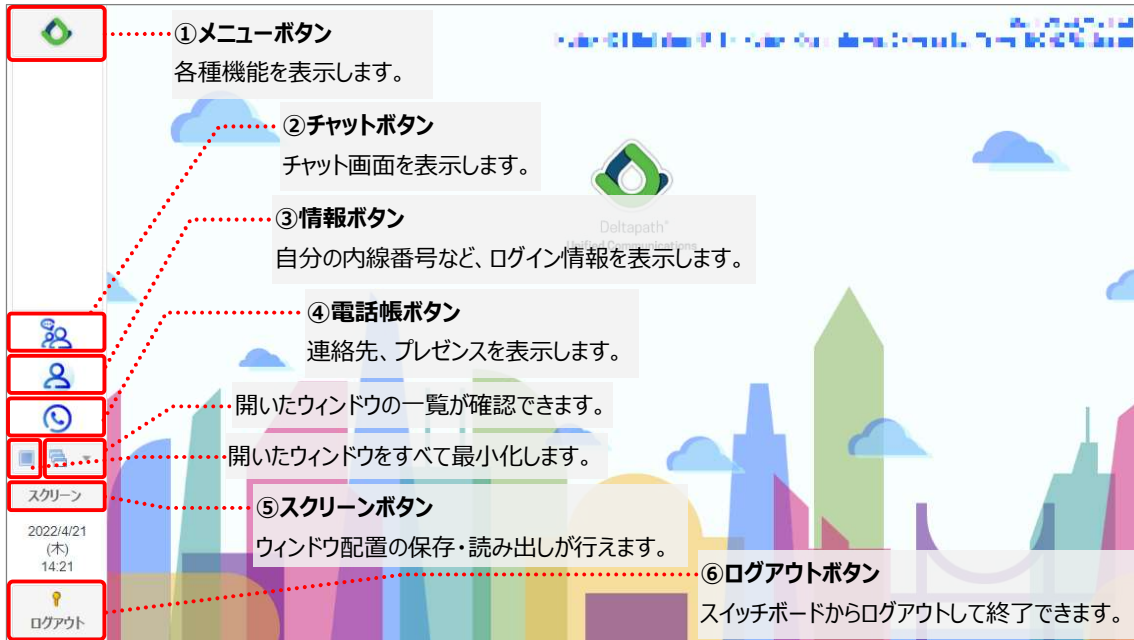 ①メニューボタン
各種機能を表示します。
②チャットボタン
チャット画面を表示します。
Deltapath
Unified Communications
③情報ボタン
自分の内線番号など、ログイン情報を表示します。
④電話帳ボタン
連絡先、プレゼンスを表示します。
開いたウィンドウの一覧が確認できます。
開いたウィンドウをすべて最小化します。
スクリーン
⑤スクリーンボタン
ウィンドウ配置の保存・読み出しが行えます。
2022/4/21
(木)
14:21
⑥ログアウトボタン
スイッチボードからログアウトして終了できます。
ログアウト